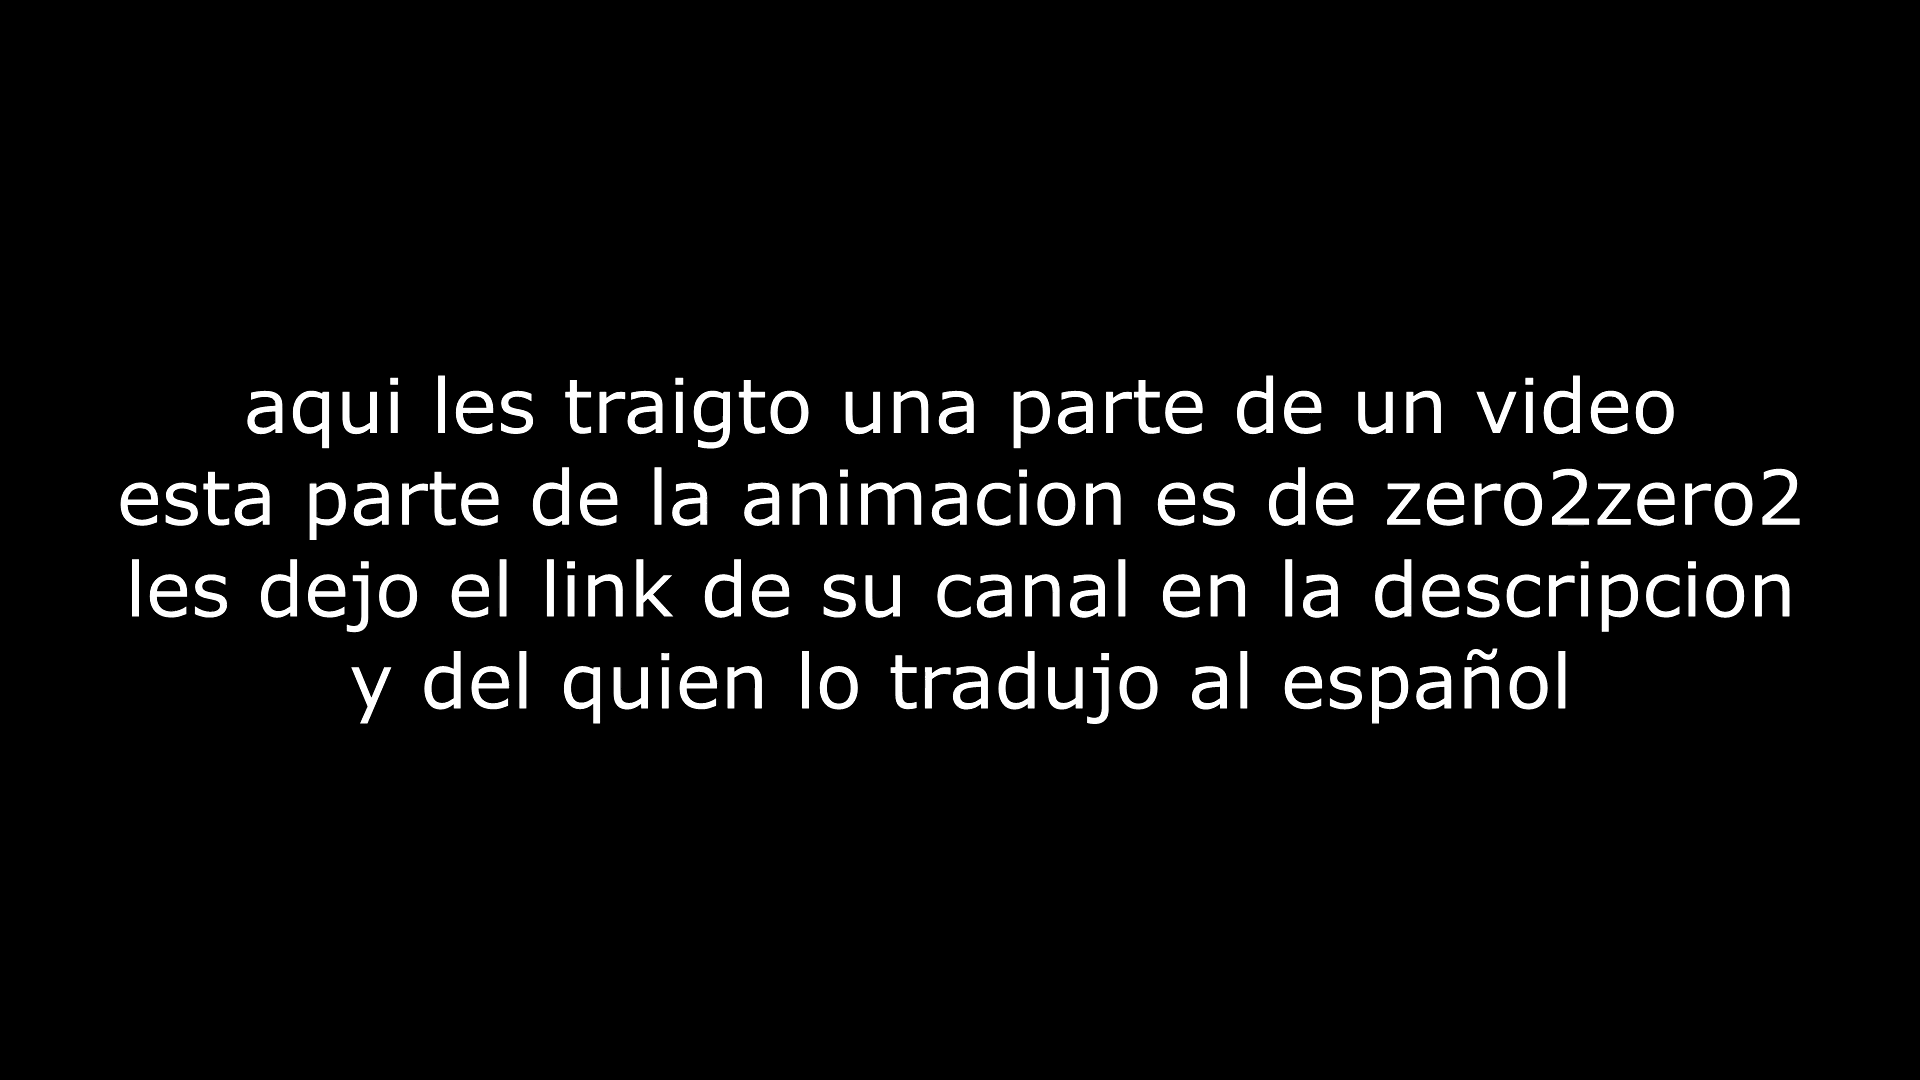 aqui les traigto una parte de un video
esta parte de la animacion es de zero2zero2
les dejo el link de su canal en la descripcion
y del quien lo tradujo al español